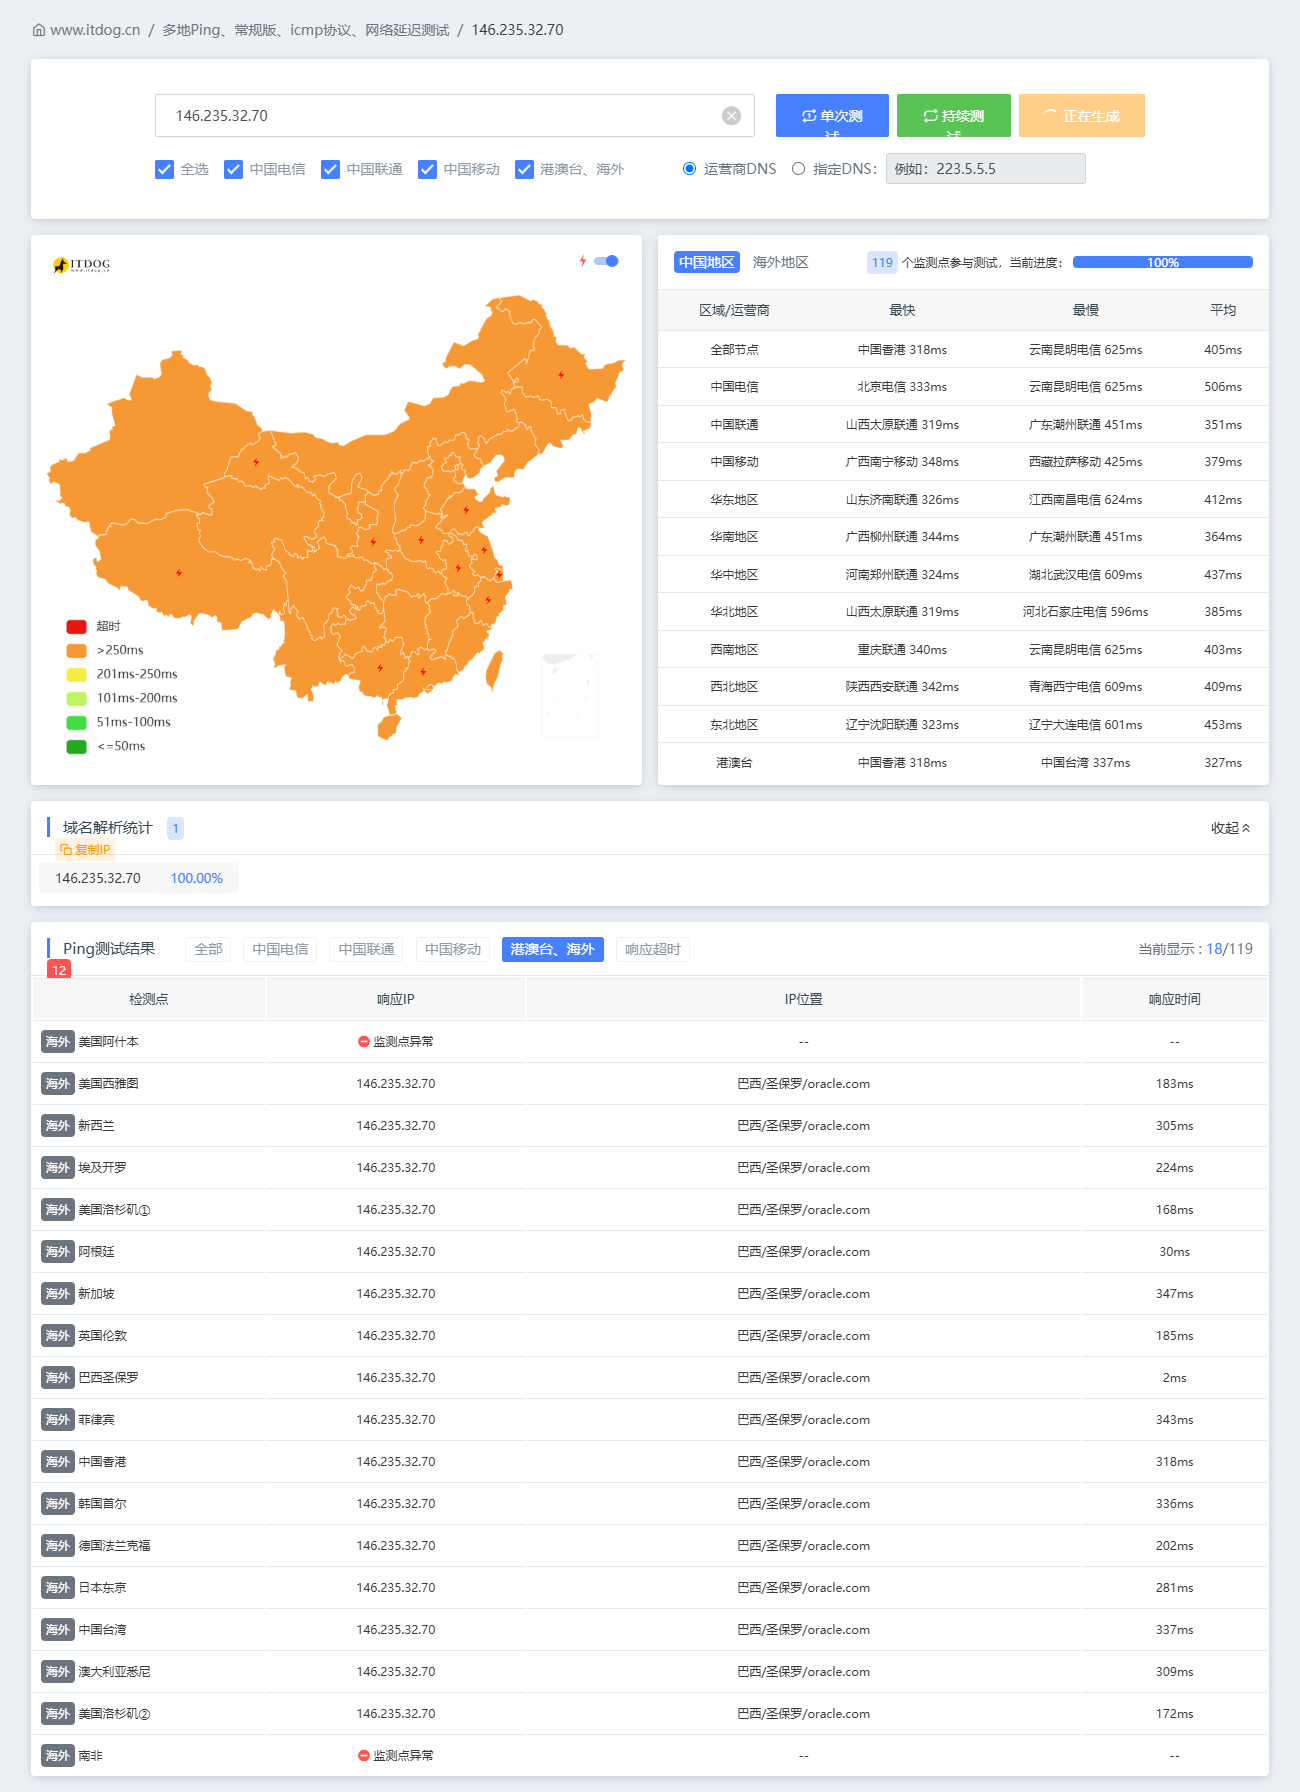 www.itdog.cn / 多地Ping、常规版、icmp协议、网络延迟测试 / 146.235.32.70
146.235.32.70 单次测试 持续测试 正在生成
全选 中国电信 中国联通 中国移动 港澳台、海外 运营商DNS 指定DNS： 例如：223.5.5.5
ITDOG
www.itdog.cn
超时
>250ms
201ms-250ms
101ms-200ms
51ms-100ms
<=50ms
中国地区 海外地区 119 个监测点参与测试，当前进度： 100%
区域/运营商 最快 最慢 平均
全部节点 中国香港 318ms 云南昆明电信 625ms 405ms
中国电信 北京电信 333ms 云南昆明电信 625ms 506ms
中国联通 山西太原联通 319ms 广东潮州联通 451ms 351ms
中国移动 广西南宁移动 348ms 西藏拉萨移动 425ms 379ms
华东地区 山东济南联通 326ms 江西南昌电信 624ms 412ms
华南地区 广西柳州联通 344ms 广东潮州联通 451ms 364ms
华中地区 河南郑州联通 324ms 湖北武汉电信 609ms 437ms
华北地区 山西太原联通 319ms 河北石家庄电信 596ms 385ms
西南地区 重庆联通 340ms 云南昆明电信 625ms 403ms
西北地区 陕西西安联通 342ms 青海西宁电信 609ms 409ms
东北地区 辽宁沈阳联通 323ms 辽宁大连电信 601ms 453ms
港澳台 中国香港 318ms 中国台湾 337ms 327ms
域名解析统计 1 收起
复制IP
146.235.32.70 100.00%
Ping测试结果 全部 中国电信 中国联通 中国移动 港澳台、海外 响应超时 当前显示 : 18/119
12
检测点 响应IP IP位置 响应时间
海外 美国阿什本 监测点异常 -- --
海外 美国西雅图 146.235.32.70 巴西/圣保罗/oracle.com 183ms
海外 新西兰 146.235.32.70 巴西/圣保罗/oracle.com 305ms
海外 埃及开罗 146.235.32.70 巴西/圣保罗/oracle.com 224ms
海外 美国洛杉矶① 146.235.32.70 巴西/圣保罗/oracle.com 168ms
海外 阿根廷 146.235.32.70 巴西/圣保罗/oracle.com 30ms
海外 新加坡 146.235.32.70 巴西/圣保罗/oracle.com 347ms
海外 英国伦敦 146.235.32.70 巴西/圣保罗/oracle.com 185ms
海外 巴西圣保罗 146.235.32.70 巴西/圣保罗/oracle.com 2ms
海外 菲律宾 146.235.32.70 巴西/圣保罗/oracle.com 343ms
海外 中国香港 146.235.32.70 巴西/圣保罗/oracle.com 318ms
海外 韩国首尔 146.235.32.70 巴西/圣保罗/oracle.com 336ms
海外 德国法兰克福 146.235.32.70 巴西/圣保罗/oracle.com 202ms
海外 日本东京 146.235.32.70 巴西/圣保罗/oracle.com 281ms
海外 中国台湾 146.235.32.70 巴西/圣保罗/oracle.com 337ms
海外 澳大利亚悉尼 146.235.32.70 巴西/圣保罗/oracle.com 309ms
海外 美国洛杉矶② 146.235.32.70 巴西/圣保罗/oracle.com 172ms
海外 南非 监测点异常 -- --